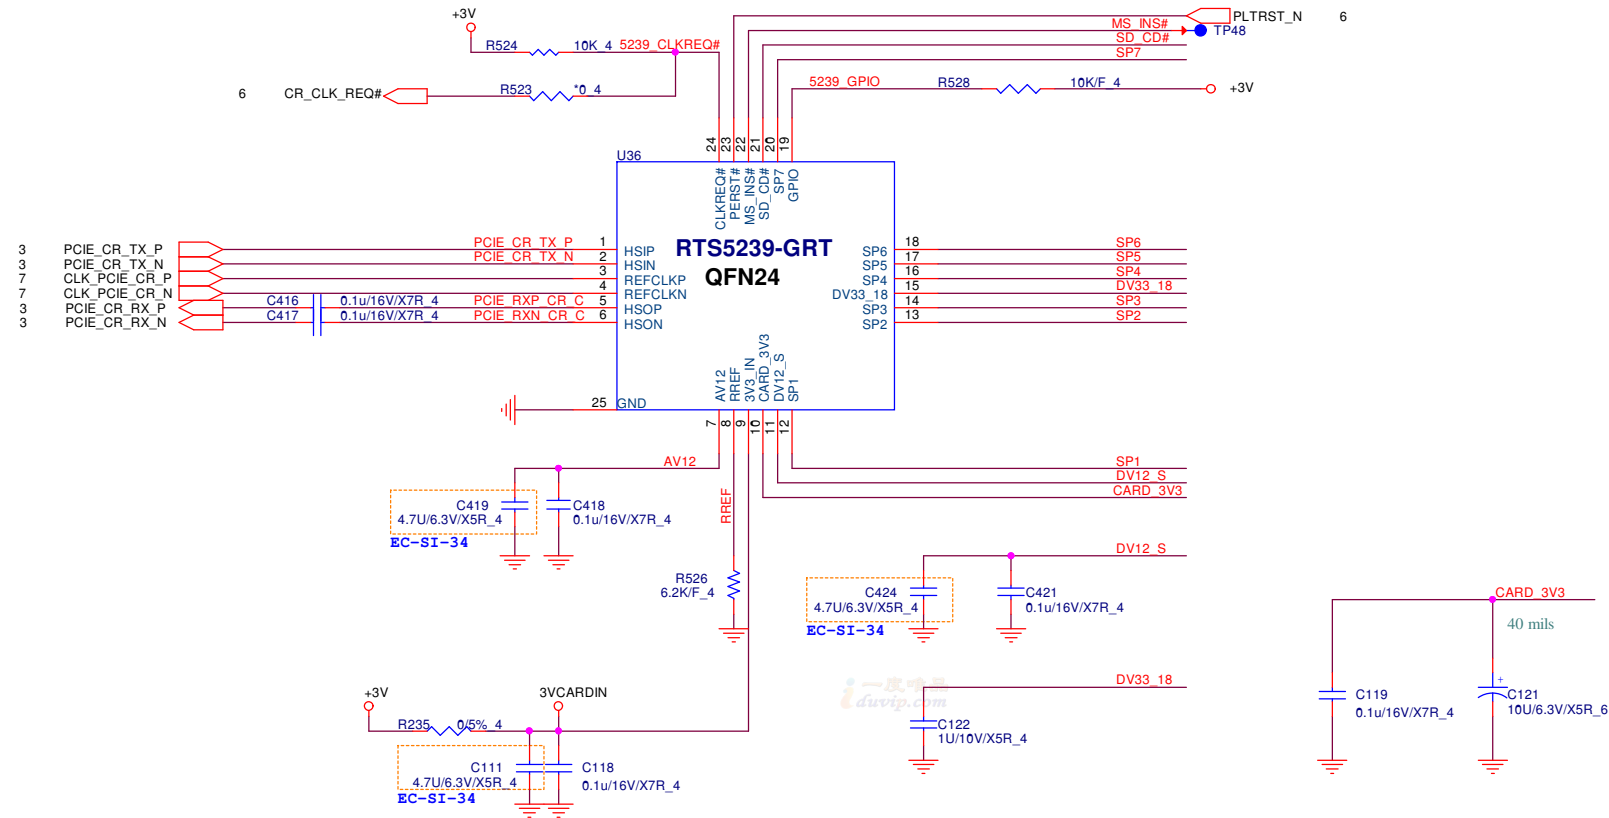 +3V
PLTRST_N 6
MS_INS#
TP48
R524 10K_4 5239_CLKREQ#
SD_CD#
SP7
5239_GPIO R528 10K/F_4 +3V
6 CR_CLK_REQ# R523 *0_4
24 23 22 21 20 19
U36
CLKREQ# PERST# MS_INS# SD_CD# SP7 GPIO
RTS5239-GRT
QFN24
3 PCIE_CR_TX_P PCIE_CR_TX_P 1 HSIP
3 PCIE_CR_TX_N PCIE_CR_TX_N 2 HSIN
7 CLK_PCIE_CR_P 3 REFCLKP
7 CLK_PCIE_CR_N 4 REFCLKN
3 PCIE_CR_RX_P C416 0.1u/16V/X7R_4 PCIE_RXP_CR_C 5 HSOP
3 PCIE_CR_RX_N C417 0.1u/16V/X7R_4 PCIE_RXN_CR_C 6 HSON
SP6 18 SP6
SP5 17 SP5
SP4 16 SP4
DV33_18 15 DV33_18
SP3 14 SP3
SP2 13 SP2
AV12 RREF 3V3_IN CARD_3V3 DV12_S SP1
25 GND
7 8 9 10 11 12
AV12
SP1
DV12_S
CARD_3V3
RREF
C419
4.7U/6.3V/X5R_4
EC-SI-34
C418
0.1u/16V/X7R_4
R526
6.2K/F_4
DV12_S
C424
4.7U/6.3V/X5R_4
EC-SI-34
C421
0.1u/16V/X7R_4
CARD_3V3
40 mils
C119
0.1u/16V/X7R_4
+
C121
10U/6.3V/X5R_6
DV33_18
C122
1U/10V/X5R_4
一度唯品
iduvip.com
+3V 3VCARDIN
R235 0/5%_4
C111
4.7U/6.3V/X5R_4
EC-SI-34
C118
0.1u/16V/X7R_4